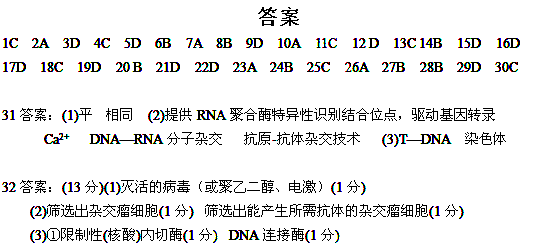 答案
1C 2A 3D 4C 5D 6B 7A 8B 9D 10A 11C 12 D 13C 14B 15D 16D
17D 18C 19D 20 B 21D 22D 23A 24B 25C 26A 27B 28B 29D 30C
31 答案：(1)平 相同 (2)提供 RNA 聚合酶特异性识别结合位点，驱动基因转录
Ca²⁺ DNA—RNA 分子杂交 抗原-抗体杂交技术 (3)T—DNA 染色体
32 答案：(13 分)(1)灭活的病毒（或聚乙二醇、电激）(1 分)
(2)筛选出杂交瘤细胞(1 分) 筛选出能产生所需抗体的杂交瘤细胞(1 分)
(3)①限制性(核酸)内切酶(1 分) DNA 连接酶(1 分)